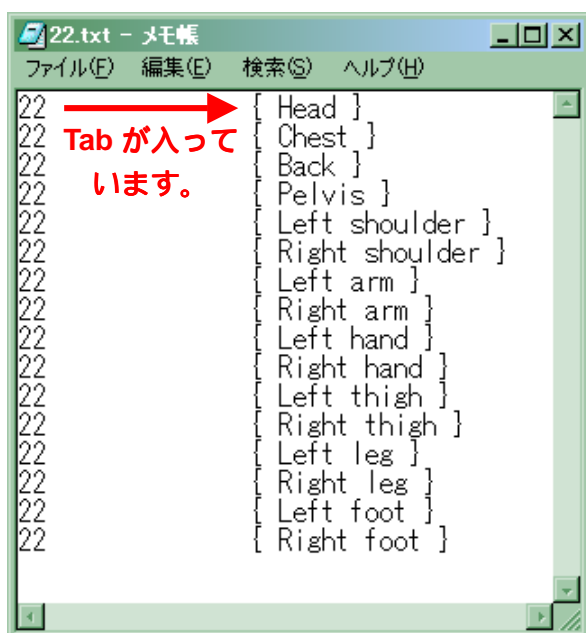 22.txt - メモ帳
ファイル(F) 編集(E) 検索(S) ヘルプ(H)
22 { Head }
22 { Chest }
22 { Back }
22 { Pelvis }
22 { Left shoulder }
22 { Right shoulder }
22 { Left arm }
22 { Right arm }
22 { Left hand }
22 { Right hand }
22 { Left thigh }
22 { Right thigh }
22 { Left leg }
22 { Right leg }
22 { Left foot }
22 { Right foot }
Tab が入って
います。